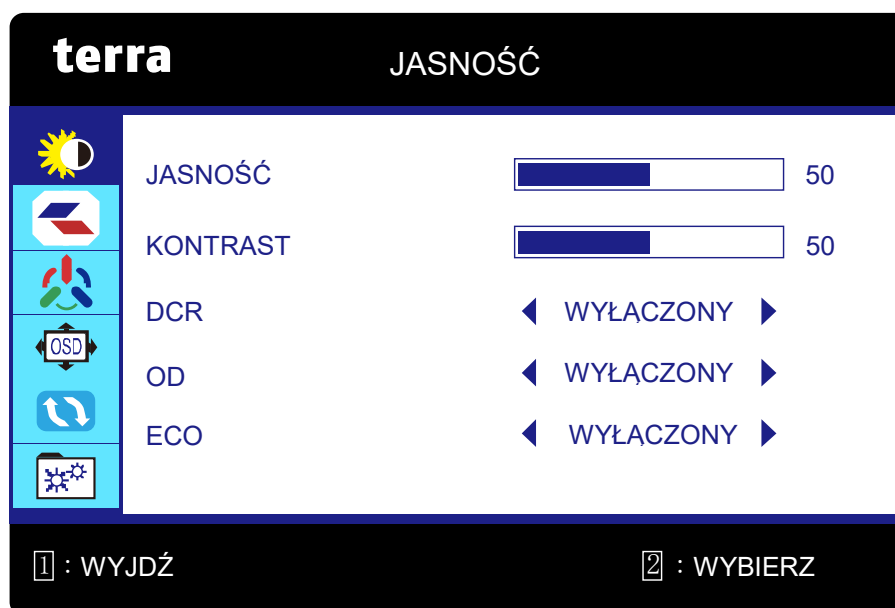 terra JASNOŚĆ
JASNOŚĆ 50
KONTRAST 50
DCR WYŁĄCZONY
OD WYŁĄCZONY
OSD
ECO WYŁĄCZONY
1 : WYJDŹ 2 : WYBIERZ